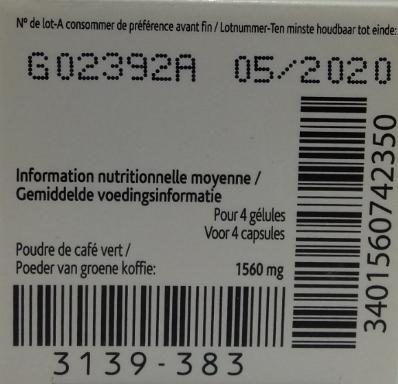 N° de lot-A consommer de préférence avant fin / Lotnummer-Ten minste houdbaar tot einde:
G02392A 05/2020
Information nutritionnelle moyenne /
Gemiddelde voedingsinformatie
Pour 4 gélules
Voor 4 capsules
Poudre de café vert /
Poeder van groene koffie: 1560 mg
3139-383
3401560742350